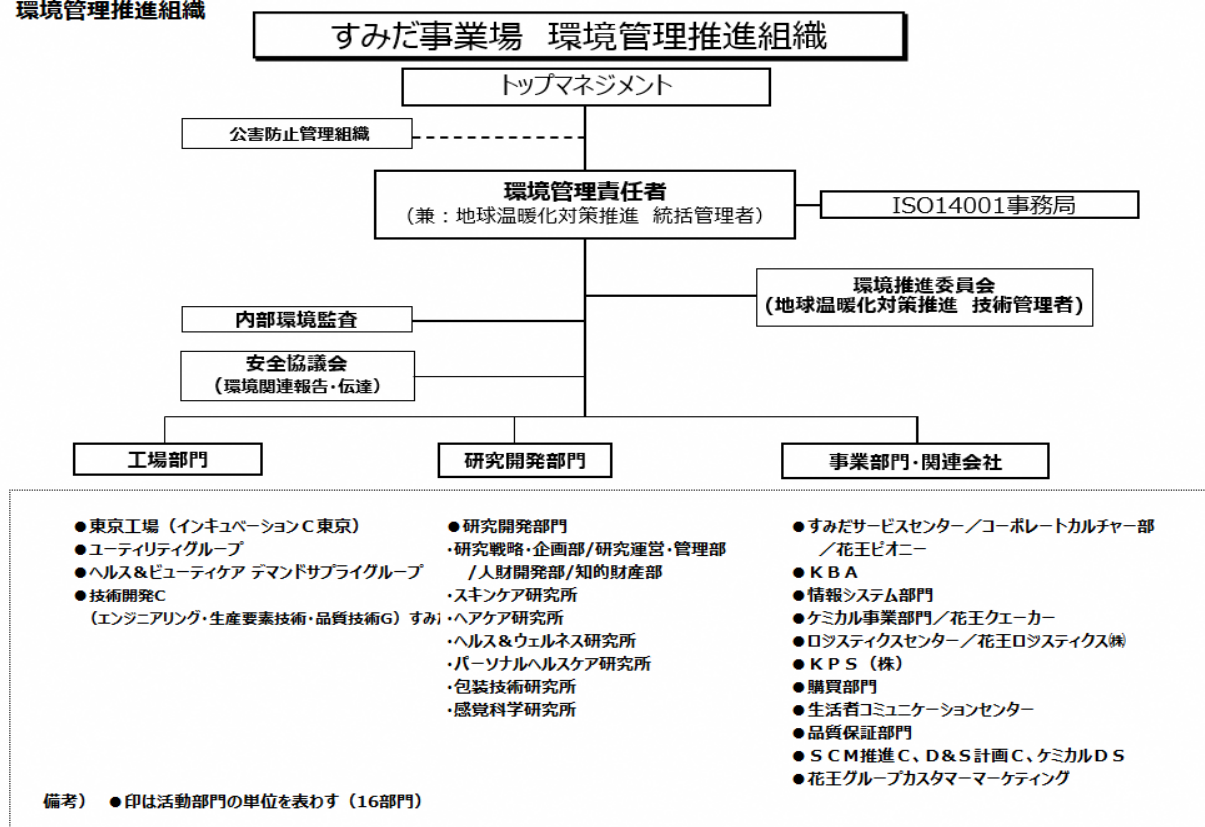 環境管理推進組織
すみだ事業場 環境管理推進組織
トップマネジメント
公害防止管理組織
環境管理責任者
（兼：地球温暖化対策推進 統括管理者）
ISO14001事務局
環境推進委員会
(地球温暖化対策推進 技術管理者)
内部環境監査
安全協議会
（環境関連報告・伝達）
工場部門
研究開発部門
事業部門・関連会社
●東京工場（インキュベーションＣ東京）
●ユーティリティグループ
●ヘルス&ビューティケア デマンドサプライグループ
●技術開発C
（エンジニアリング・生産要素技術・品質技術G）すみ
●研究開発部門
・研究戦略・企画部/研究運営・管理部
/人財開発部/知的財産部
・スキンケア研究所
・ヘアケア研究所
・ヘルス&ウェルネス研究所
・パーソナルヘルスケア研究所
・包装技術研究所
・感覚科学研究所
●すみだサービスセンター／コーポレートカルチャー部
／花王ピオニー
●ＫＢＡ
●情報システム部門
●ケミカル事業部門／花王クエーカー
●ロジスティクスセンター／花王ロジスティクス㈱
●ＫＰＳ（株）
●購買部門
●生活者コミュニケーションセンター
●品質保証部門
●ＳＣＭ推進Ｃ、D&S計画Ｃ、ケミカルＤＳ
●花王グループカスタマーマーケティング
備考） ●印は活動部門の単位を表わす（16部門）